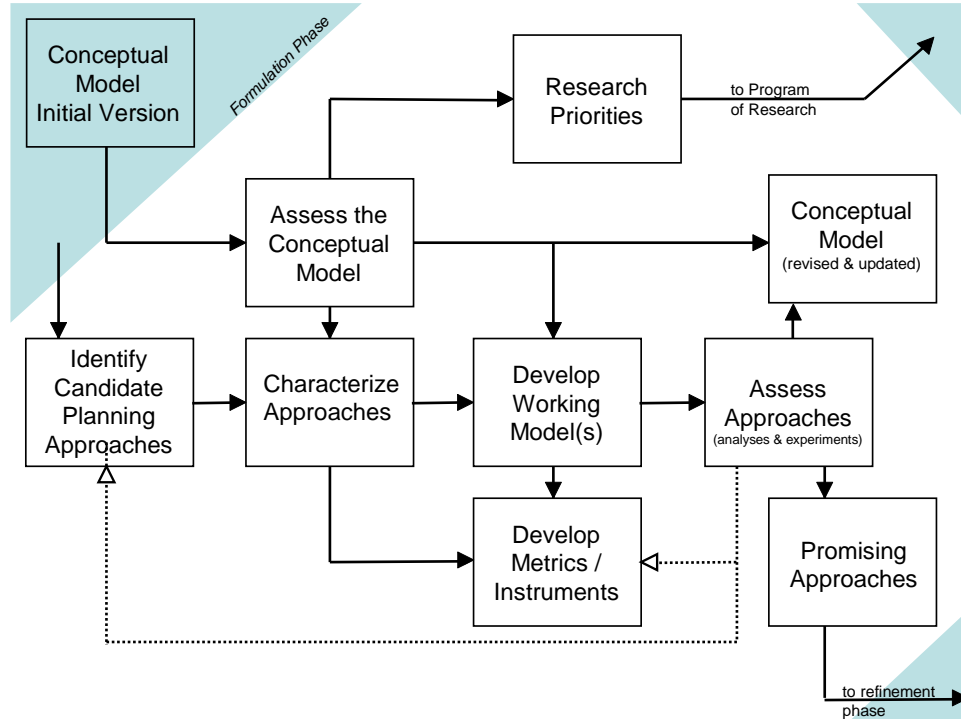 Conceptual
Model
Initial Version
Formulation Phase
Research
Priorities
to Program
of Research
Assess the
Conceptual
Model
Conceptual
Model
(revised & updated)
Identify
Candidate
Planning
Approaches
Characterize
Approaches
Develop
Working
Model(s)
Assess
Approaches
(analyses & experiments)
Develop
Metrics /
Instruments
Promising
Approaches
to refinement
phase